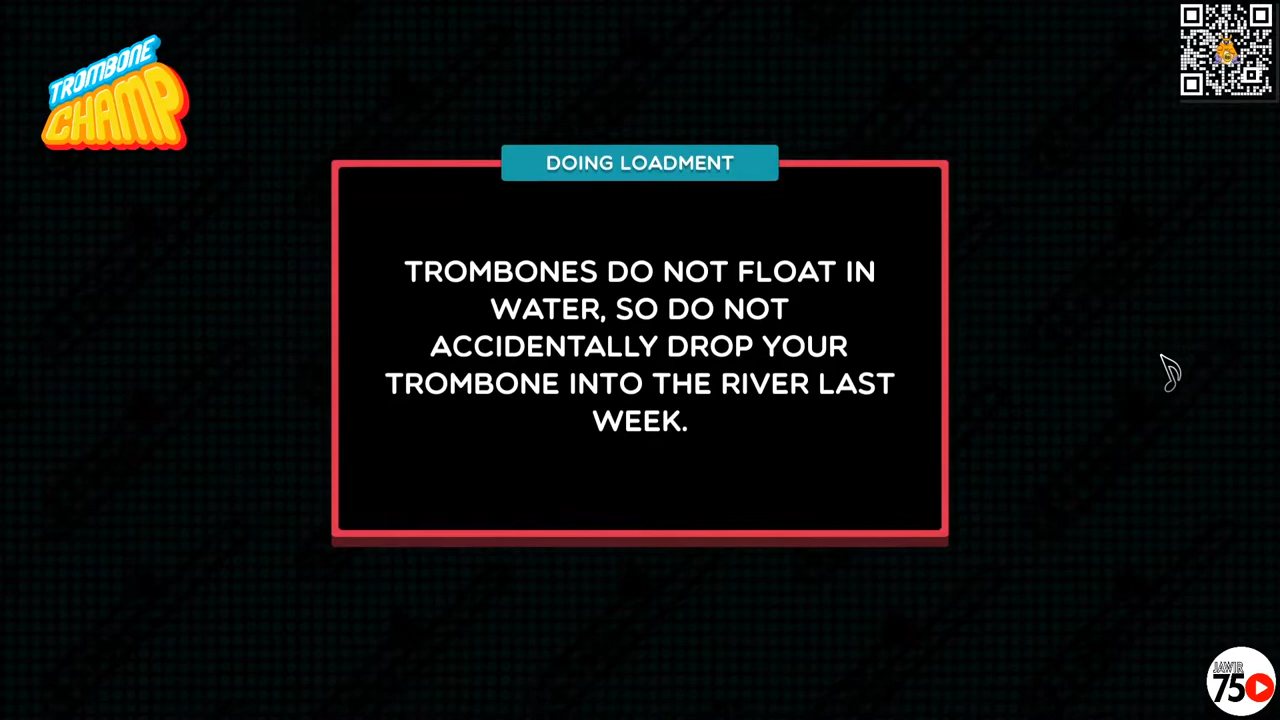 TROMBONE
CHAMP
DOING LOADMENT
TROMBONES DO NOT FLOAT IN
WATER, SO DO NOT
ACCIDENTALLY DROP YOUR
TROMBONE INTO THE RIVER LAST
WEEK.
JAWIR
75